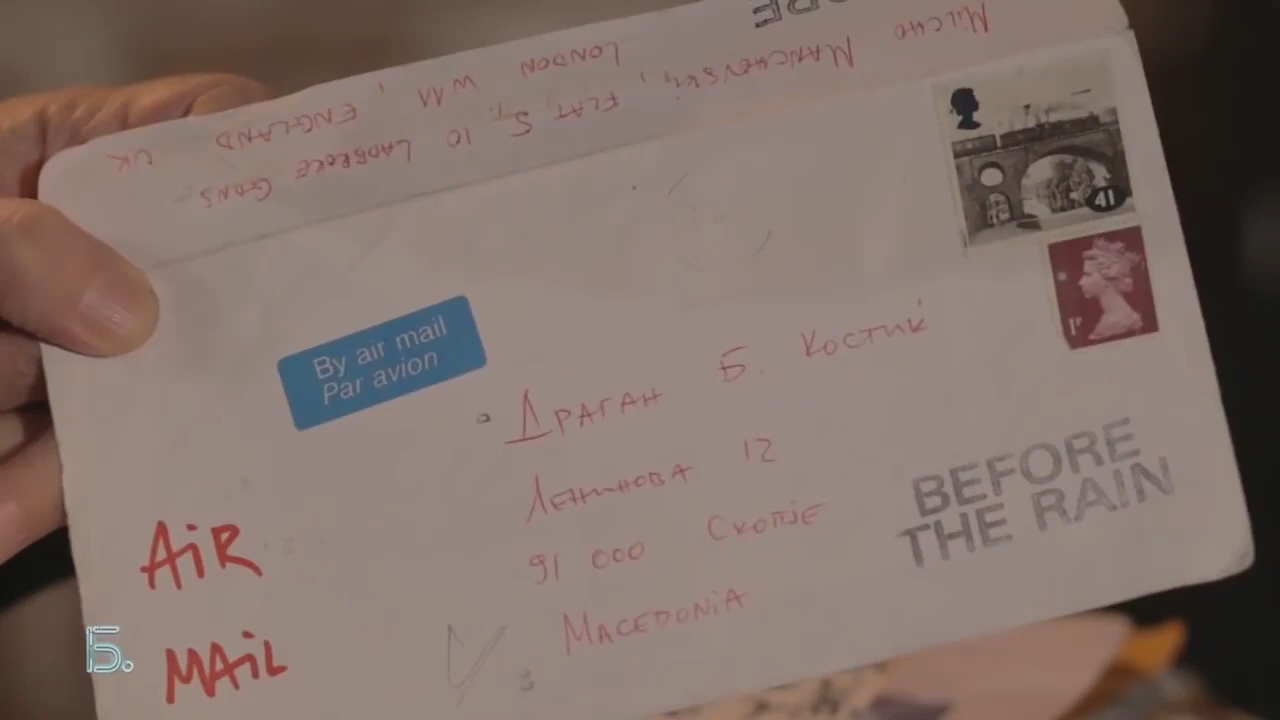 MILCHO MANCHEVSKI,
FLAT 5, 10 LADBROKE GDNS.
LONDON W11, ENGLAND UK
41
1P
By air mail
Par avion
Драган Б. Костиќ
Ленинова 12
91 000 Скопје
MACEDONIA
BEFORE
THE RAIN
AiR
MAiL
Б.